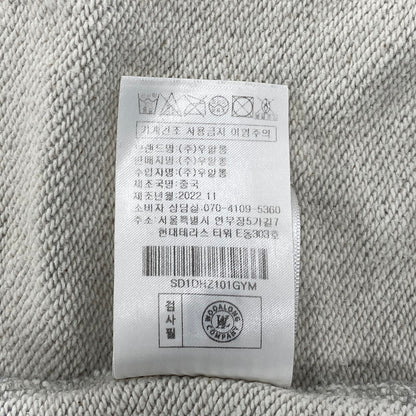 기계건조 사용금지 이염주의
브랜드명:(주)우알롱
판매자명:(주)우알롱
수입자명:(주)우알롱
제조국명:중국
제조년월:2022.11
소비자 상담실:070-4109-5360
주소:서울특별시 연무장5가길7
현대테라스 타워 E동303호
SD1DHZ101GYM
검사필
WOOALONG COMPANY